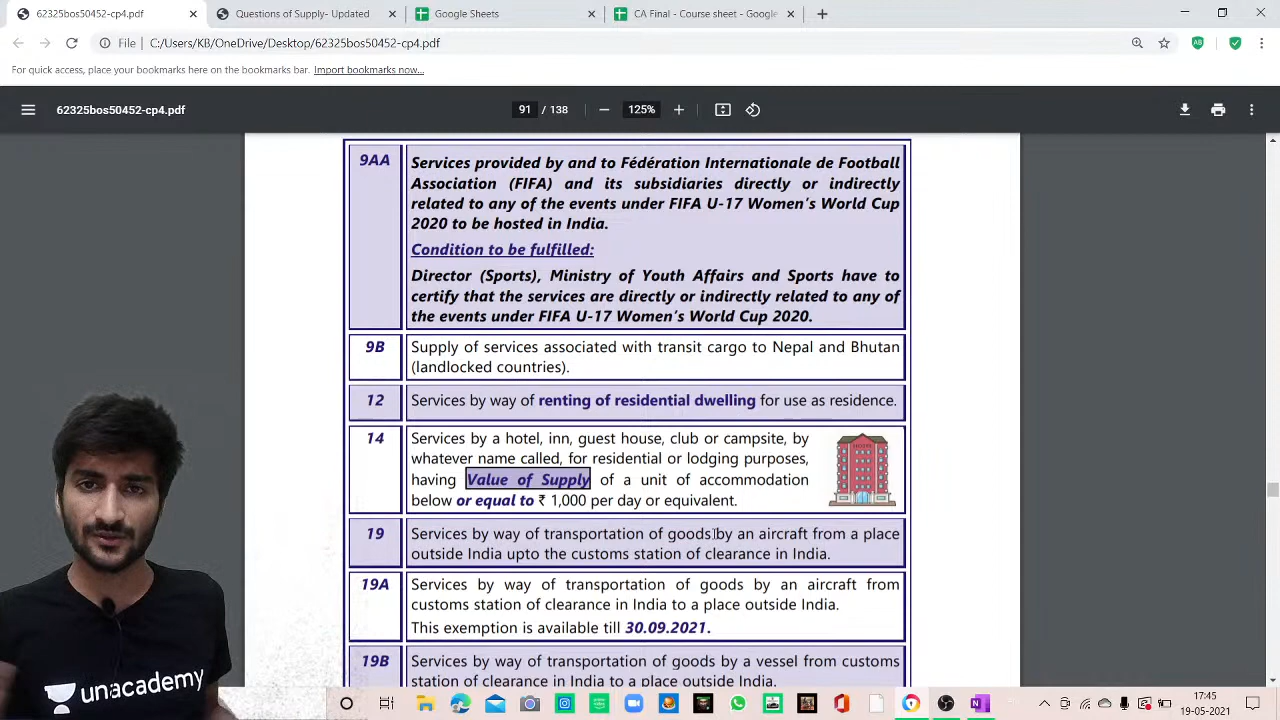 62325bos50452-cp4.pdf
Questions of Supply- Updated
Google Sheets
CA Final - Course sheet - Google
File
C:/Users/KB/OneDrive/Desktop/62325bos50452-cp4.pdf
For quick access, place your bookmarks here on the bookmarks bar. Import bookmarks now...
62325bos50452-cp4.pdf
91 / 138
125%
9AA
Services provided by and to Fédération Internationale de Football
Association (FIFA) and its subsidiaries directly or indirectly
related to any of the events under FIFA U-17 Women's World Cup
2020 to be hosted in India.
Condition to be fulfilled:
Director (Sports), Ministry of Youth Affairs and Sports have to
certify that the services are directly or indirectly related to any of
the events under FIFA U-17 Women's World Cup 2020.
9B
Supply of services associated with transit cargo to Nepal and Bhutan
(landlocked countries).
12
Services by way of renting of residential dwelling for use as residence.
14
Services by a hotel, inn, guest house, club or campsite, by
whatever name called, for residential or lodging purposes,
having Value of Supply of a unit of accommodation
below or equal to ₹ 1,000 per day or equivalent.
19
Services by way of transportation of goods by an aircraft from a place
outside India upto the customs station of clearance in India.
19A
Services by way of transportation of goods by an aircraft from
customs station of clearance in India to a place outside India.
This exemption is available till 30.09.2021.
19B
Services by way of transportation of goods by a vessel from customs
station of clearance in India to a place outside India.
unacademy
17:45
19-05-2021